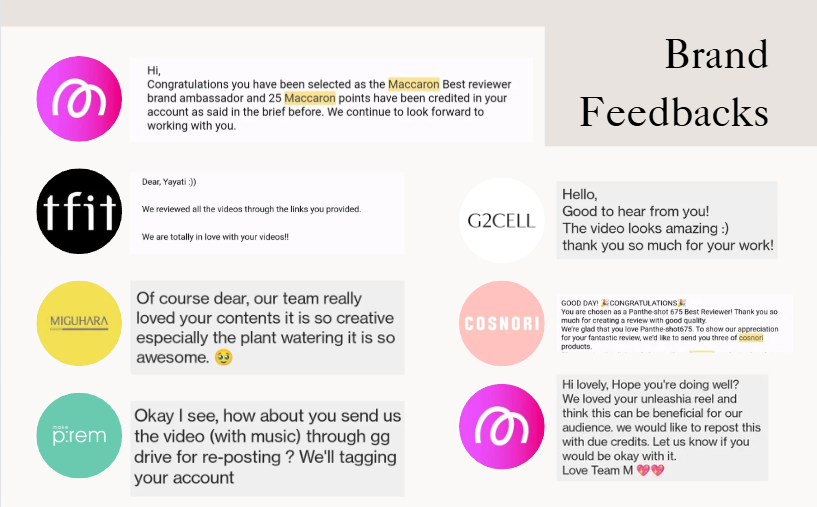 Brand
Feedbacks
Hi,
Congratulations you have been selected as the Maccaron Best reviewer
brand ambassador and 25 Maccaron points have been credited in your
account as said in the brief before. We continue to look forward to
working with you.
tfit
Dear, Yayati :))
We reviewed all the videos through the links you provided.
We are totally in love with your videos!!
G2CELL
Hello,
Good to hear from you!
The video looks amazing :)
thank you so much for your work!
MIGUHARA
Of course dear, our team really
loved your contents it is so creative
especially the plant watering it is so
awesome. 🥹
COSNORI
GOOD DAY! 🎉CONGRATULATIONS🎉
You are chosen as a Panthe-shot 675 Best Reviewer! Thank you so
much for creating a review with good quality.
We're glad that you love Panthe-shot675. To show our appreciation
for your fantastic review, we'd like to send you three of cosnori
products.
make
p:rem
Okay I see, how about you send us
the video (with music) through gg
drive for re-posting ? We'll tagging
your account
Hi lovely, Hope you're doing well?
We loved your unleashia reel and
think this can be beneficial for our
audience. we would like to repost this
with due credits. Let us know if you
would be okay with it.
Love Team M 💖💖